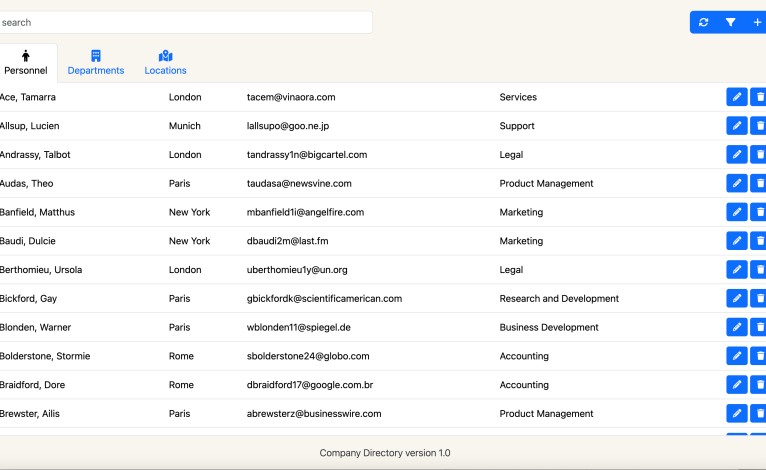 search
Personnel Departments Locations
Ace, Tamarra London tacem@vinaora.com Services
Allsup, Lucien Munich lallsupo@goo.ne.jp Support
Andrassy, Talbot London tandrassy1n@bigcartel.com Legal
Audas, Theo Paris taudasa@newsvine.com Product Management
Banfield, Matthus New York mbanfield1i@angelfire.com Marketing
Baudi, Dulcie New York dbaudi2m@last.fm Marketing
Berthomieu, Ursola London uberthomieu1y@un.org Legal
Bickford, Gay Paris gbickfordk@scientificamerican.com Research and Development
Blonden, Warner Paris wblonden11@spiegel.de Business Development
Bolderstone, Stormie Rome sbolderstone24@globo.com Accounting
Braidford, Dore Rome dbraidford17@google.com.br Accounting
Brewster, Ailis Paris abrewsterz@businesswire.com Product Management
Company Directory version 1.0